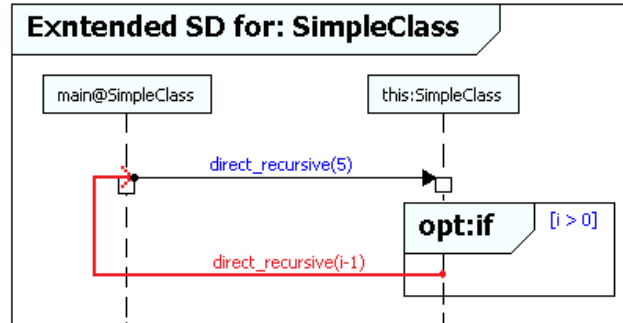 Exntended SD for: SimpleClass
main@SimpleClass
this:SimpleClass
direct_recursive(5)
opt:if
[i > 0]
direct_recursive(i-1)